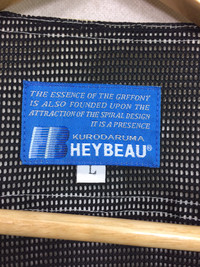 THE ESSENCE OF THE GRFFONT
IS ALSO FOUNDED UPON THE
ATTRACTION OF THE SPIRAL DESIGN
IT IS A PRESENCE
KURODARUMA
HEYBEAU®
L